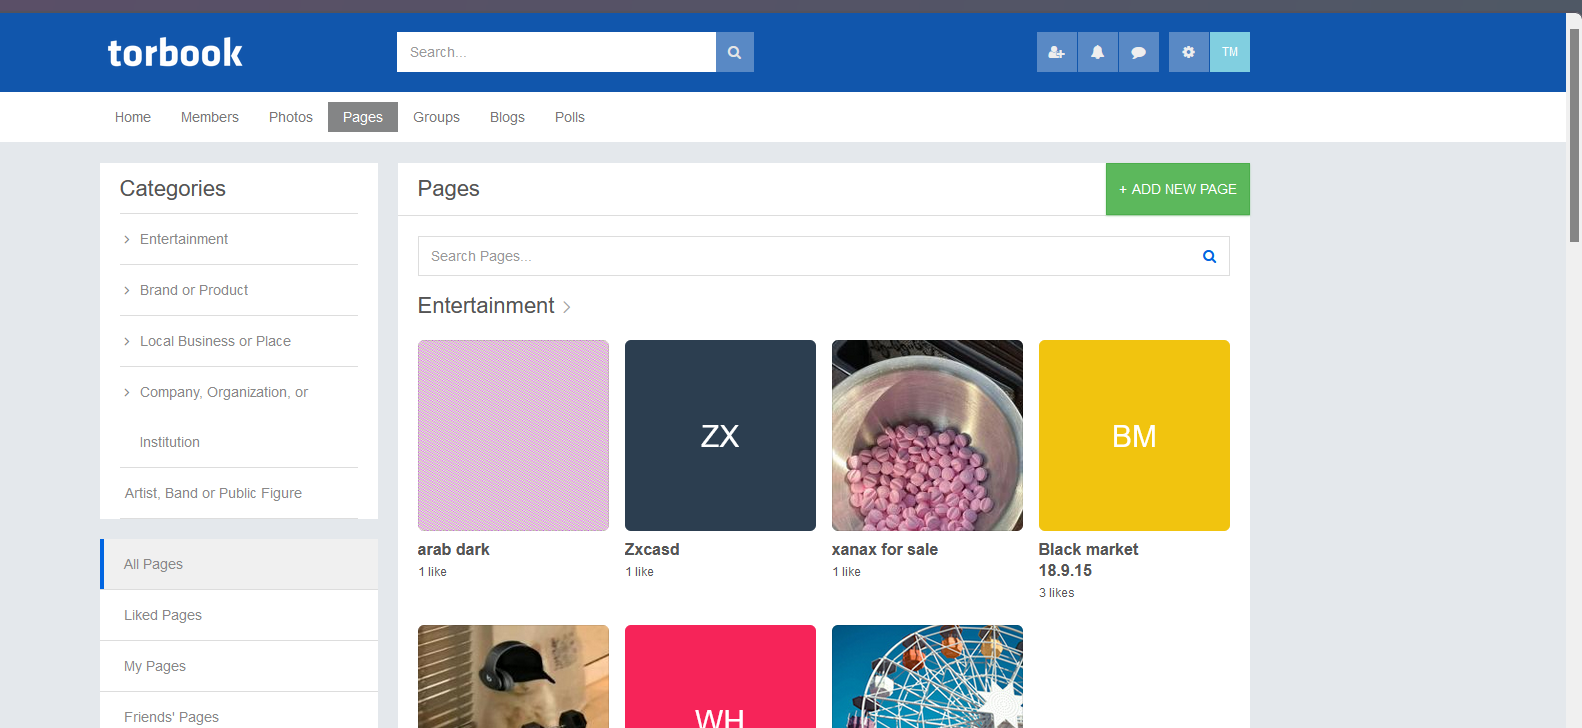 torbook
Search...
TM
Home Members Photos Pages Groups Blogs Polls
Categories
Entertainment
Brand or Product
Local Business or Place
Company, Organization, or
Institution
Artist, Band or Public Figure
All Pages
Liked Pages
My Pages
Friends' Pages
Pages
+ ADD NEW PAGE
Search Pages...
Entertainment
ZX
BM
arab dark
1 like
Zxcasd
1 like
xanax for sale
1 like
Black market
18.9.15
3 likes
WH